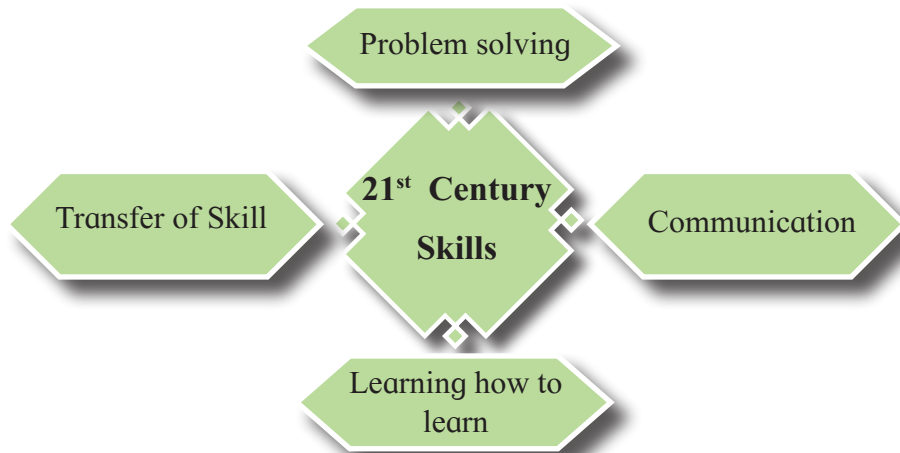 Problem solving
Transfer of Skill
21st Century
Skills
Communication
Learning how to
learn